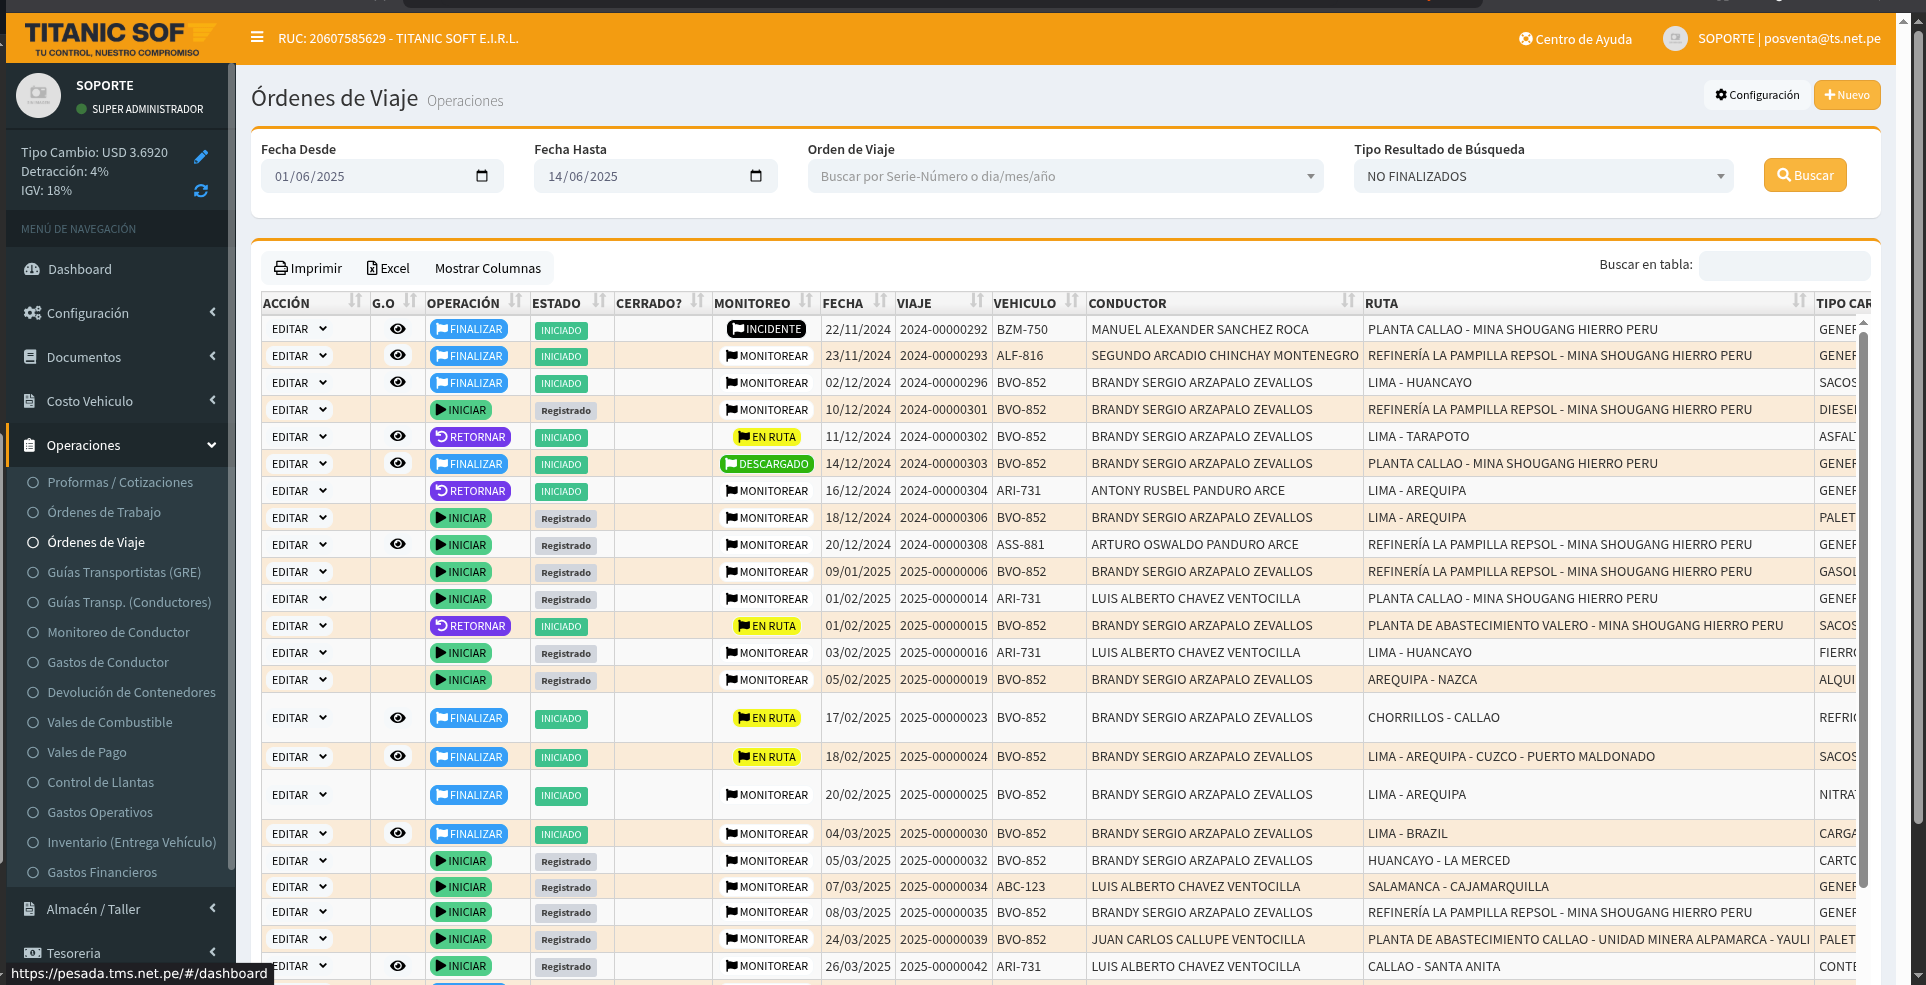 TITANIC SOF
TU CONTROL, NUESTRO COMPROMISO
RUC: 20607585629 - TITANIC SOFT E.I.R.L.
Centro de Ayuda
SOPORTE | posventa@ts.net.pe
SOPORTE
SUPER ADMINISTRADOR
Tipo Cambio: USD 3.6920
Detracción: 4%
IGV: 18%
MENÚ DE NAVEGACIÓN
Dashboard
Configuración
Documentos
Costo Vehiculo
Operaciones
Proformas / Cotizaciones
Órdenes de Trabajo
Órdenes de Viaje
Guías Transportistas (GRE)
Guías Transp. (Conductores)
Monitoreo de Conductor
Gastos de Conductor
Devolución de Contenedores
Vales de Combustible
Vales de Pago
Control de Llantas
Gastos Operativos
Inventario (Entrega Vehículo)
Gastos Financieros
Almacén / Taller
Tesoreria
https://pesada.tms.net.pe/#/dashboard
Órdenes de Viaje Operaciones
Configuración
Nuevo
Fecha Desde
Fecha Hasta
Orden de Viaje
Tipo Resultado de Búsqueda
01/06/2025
14/06/2025
Buscar por Serie-Número o dia/mes/año
NO FINALIZADOS
Buscar
Imprimir Excel Mostrar Columnas
Buscar en tabla:
ACCIÓN G.O OPERACIÓN ESTADO CERRADO? MONITOREO FECHA VIAJE VEHICULO CONDUCTOR RUTA TIPO CAR
EDITAR FINALIZAR INICIADO INCIDENTE 22/11/2024 2024-00000292 BZM-750 MANUEL ALEXANDER SANCHEZ ROCA PLANTA CALLAO - MINA SHOUGANG HIERRO PERU GENER
EDITAR FINALIZAR INICIADO MONITOREAR 23/11/2024 2024-00000293 ALF-816 SEGUNDO ARCADIO CHINCHAY MONTENEGRO REFINERÍA LA PAMPILLA REPSOL - MINA SHOUGANG HIERRO PERU GENER
EDITAR FINALIZAR INICIADO MONITOREAR 02/12/2024 2024-00000296 BVO-852 BRANDY SERGIO ARZAPALO ZEVALLOS LIMA - HUANCAYO SACOS
EDITAR INICIAR Registrado MONITOREAR 10/12/2024 2024-00000301 BVO-852 BRANDY SERGIO ARZAPALO ZEVALLOS REFINERÍA LA PAMPILLA REPSOL - MINA SHOUGANG HIERRO PERU DIESEL
EDITAR RETORNAR INICIADO EN RUTA 11/12/2024 2024-00000302 BVO-852 BRANDY SERGIO ARZAPALO ZEVALLOS LIMA - TARAPOTO ASFALT
EDITAR FINALIZAR INICIADO DESCARGADO 14/12/2024 2024-00000303 BVO-852 BRANDY SERGIO ARZAPALO ZEVALLOS PLANTA CALLAO - MINA SHOUGANG HIERRO PERU GENER
EDITAR RETORNAR INICIADO MONITOREAR 16/12/2024 2024-00000304 ARI-731 ANTONY RUSBEL PANDURO ARCE LIMA - AREQUIPA GENER
EDITAR INICIAR Registrado MONITOREAR 18/12/2024 2024-00000306 BVO-852 BRANDY SERGIO ARZAPALO ZEVALLOS LIMA - AREQUIPA PALET
EDITAR INICIAR Registrado MONITOREAR 20/12/2024 2024-00000308 ASS-881 ARTURO OSWALDO PANDURO ARCE REFINERÍA LA PAMPILLA REPSOL - MINA SHOUGANG HIERRO PERU GENER
EDITAR INICIAR Registrado MONITOREAR 09/01/2025 2025-00000006 BVO-852 BRANDY SERGIO ARZAPALO ZEVALLOS REFINERÍA LA PAMPILLA REPSOL - MINA SHOUGANG HIERRO PERU GASOL
EDITAR INICIAR Registrado MONITOREAR 01/02/2025 2025-00000014 ARI-731 LUIS ALBERTO CHAVEZ VENTOCILLA PLANTA CALLAO - MINA SHOUGANG HIERRO PERU GENER
EDITAR RETORNAR INICIADO EN RUTA 01/02/2025 2025-00000015 BVO-852 BRANDY SERGIO ARZAPALO ZEVALLOS PLANTA DE ABASTECIMIENTO VALERO - MINA SHOUGANG HIERRO PERU SACOS
EDITAR INICIAR Registrado MONITOREAR 03/02/2025 2025-00000016 ARI-731 LUIS ALBERTO CHAVEZ VENTOCILLA LIMA - HUANCAYO FIERRO
EDITAR INICIAR Registrado MONITOREAR 05/02/2025 2025-00000019 BVO-852 BRANDY SERGIO ARZAPALO ZEVALLOS AREQUIPA - NAZCA ALQUI
EDITAR FINALIZAR INICIADO EN RUTA 17/02/2025 2025-00000023 BVO-852 BRANDY SERGIO ARZAPALO ZEVALLOS CHORRILLOS - CALLAO REFRIG
EDITAR FINALIZAR INICIADO EN RUTA 18/02/2025 2025-00000024 BVO-852 BRANDY SERGIO ARZAPALO ZEVALLOS LIMA - AREQUIPA - CUZCO - PUERTO MALDONADO SACOS
EDITAR FINALIZAR INICIADO MONITOREAR 20/02/2025 2025-00000025 BVO-852 BRANDY SERGIO ARZAPALO ZEVALLOS LIMA - AREQUIPA NITRA
EDITAR FINALIZAR INICIADO MONITOREAR 04/03/2025 2025-00000030 BVO-852 BRANDY SERGIO ARZAPALO ZEVALLOS LIMA - BRAZIL CARGA
EDITAR INICIAR Registrado MONITOREAR 05/03/2025 2025-00000032 BVO-852 BRANDY SERGIO ARZAPALO ZEVALLOS HUANCAYO - LA MERCED CARTO
EDITAR INICIAR Registrado MONITOREAR 07/03/2025 2025-00000034 ABC-123 LUIS ALBERTO CHAVEZ VENTOCILLA SALAMANCA - CAJAMARQUILLA GENER
EDITAR INICIAR Registrado MONITOREAR 08/03/2025 2025-00000035 BVO-852 BRANDY SERGIO ARZAPALO ZEVALLOS REFINERÍA LA PAMPILLA REPSOL - MINA SHOUGANG HIERRO PERU GENER
EDITAR INICIAR Registrado MONITOREAR 24/03/2025 2025-00000039 BVO-852 JUAN CARLOS CALLUPE VENTOCILLA PLANTA DE ABASTECIMIENTO CALLAO - UNIDAD MINERA ALPAMARCA - YAULI PALET
EDITAR INICIAR Registrado MONITOREAR 26/03/2025 2025-00000042 ARI-731 LUIS ALBERTO CHAVEZ VENTOCILLA CALLAO - SANTA ANITA CONTE